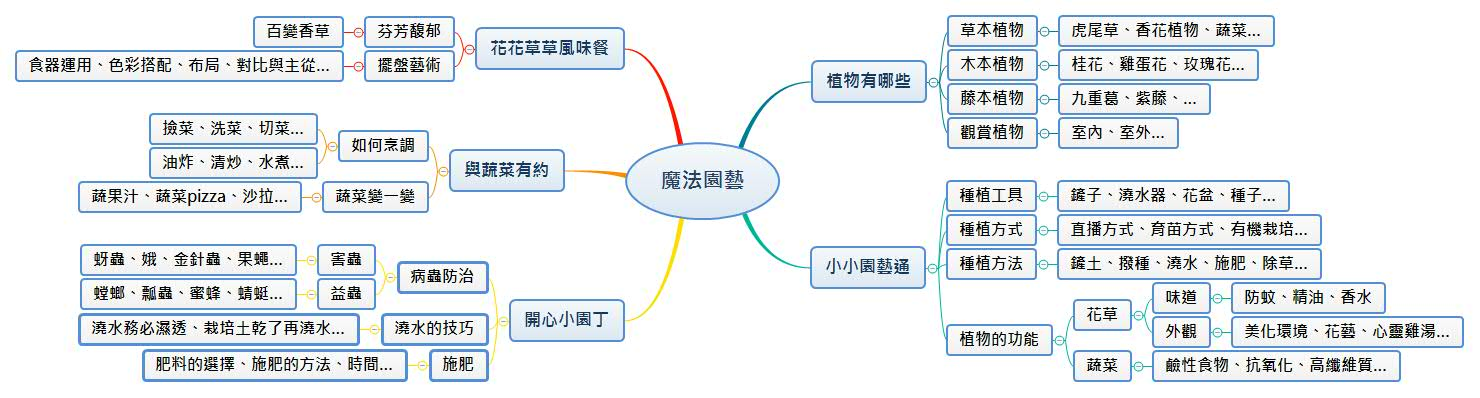 魔法園藝
花花草草風味餐
芬芳馥郁
百變香草
擺盤藝術
食器運用、色彩搭配、布局、對比與主從...
與蔬菜有約
如何烹調
撿菜、洗菜、切菜...
油炸、清炒、水煮...
蔬菜變一變
蔬果汁、蔬菜pizza、沙拉...
開心小園丁
病蟲防治
害蟲
蚜蟲、娥、金針蟲、果蠅...
益蟲
螳螂、瓢蟲、蜜蜂、蜻蜓...
澆水的技巧
澆水務必濕透、栽培土乾了再澆水...
施肥
肥料的選擇、施肥的方法、時間...
植物有哪些
草本植物
虎尾草、香花植物、蔬菜...
木本植物
桂花、雞蛋花、玫瑰花...
藤本植物
九重葛、紫藤、...
觀賞植物
室內、室外...
小小園藝通
種植工具
鏟子、澆水器、花盆、種子...
種植方式
直播方式、育苗方式、有機栽培...
種植方法
鏟土、撥種、澆水、施肥、除草...
植物的功能
花草
味道
防蚊、精油、香水
外觀
美化環境、花藝、心靈雞湯...
蔬菜
鹼性食物、抗氧化、高纖維質...